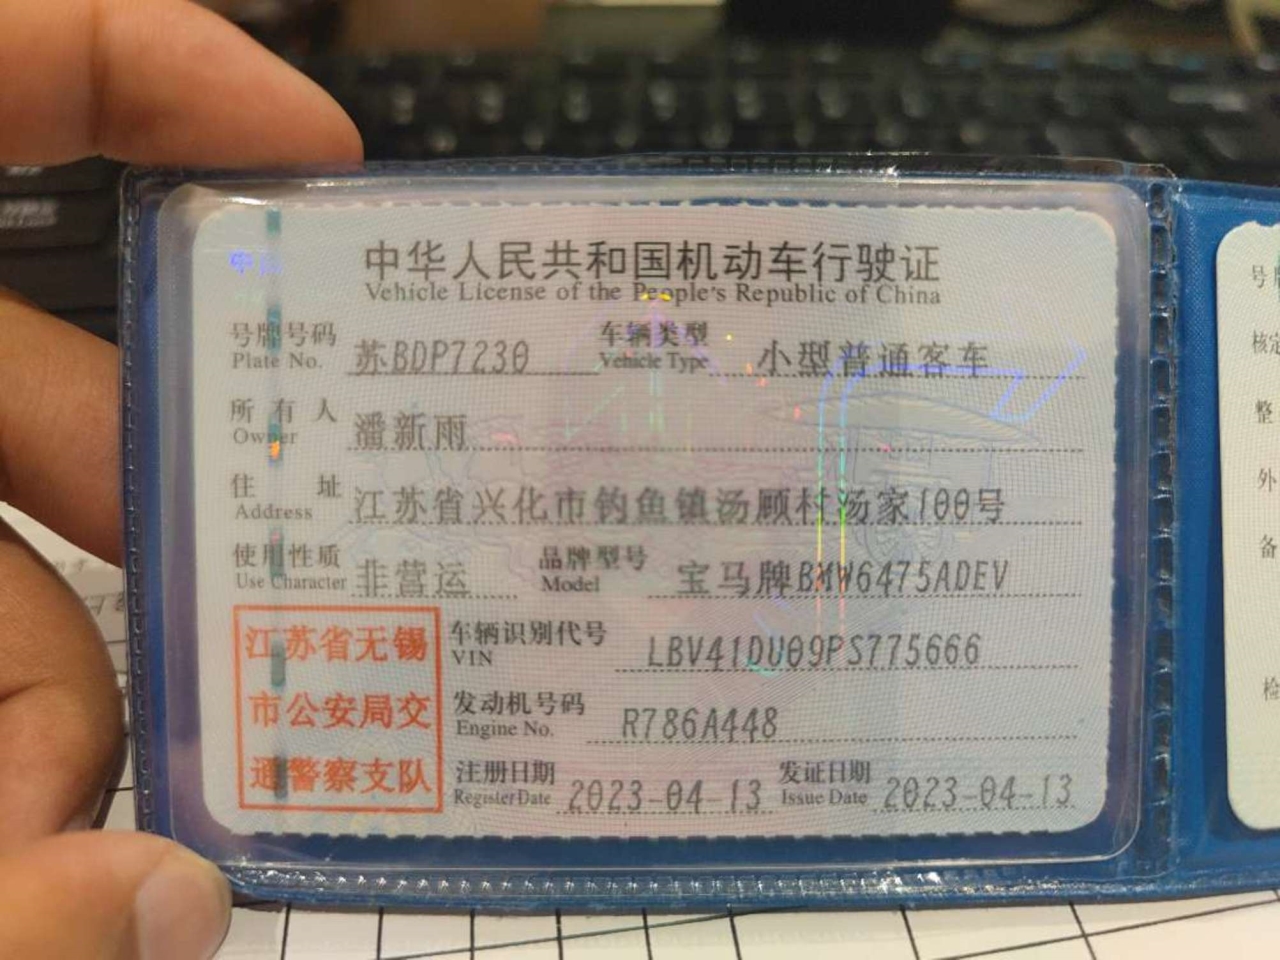 中华人民共和国机动车行驶证
Vehicle License of the People's Republic of China
号牌号码 苏BDP7230 车辆类型 小型普通客车
Plate No. Vehicle Type
所有人 潘新雨
Owner
住址 江苏省兴化市钓鱼镇汤顾村汤家100号
Address
使用性质 非营运 品牌型号 宝马牌BMW6475ADEV
Use Character Model
江苏省无锡
市公安局交
通警察支队
车辆识别代号 LBV41DU09PS775666
VIN
发动机号码 R786A448
Engine No.
注册日期 2023-04-13 发证日期 2023-04-13
Register Date Issue Date
号
核定
整
外
备
检